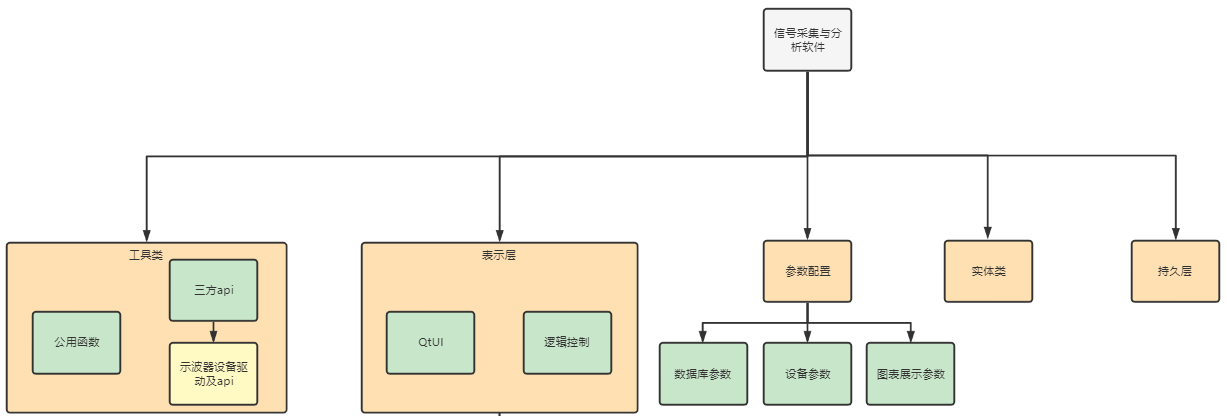 信号采集与分
析软件
工具类
三方api
公用函数
示波器设备驱
动及api
表示层
QtUI
逻辑控制
参数配置
数据库参数
设备参数
图表展示参数
实体类
持久层